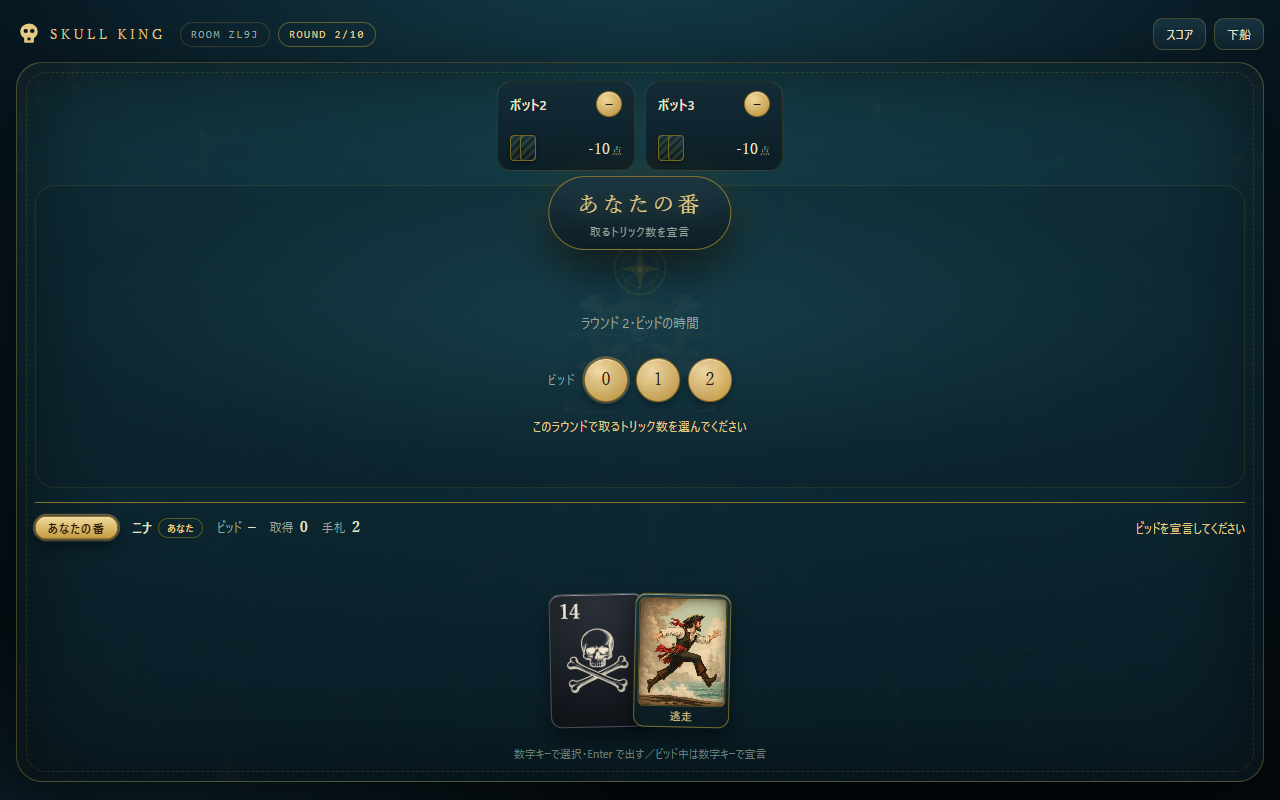 SKULL KING
ROOM ZL9J
ROUND 2/10
スコア
下船
ボット2
–
-10点
ボット3
–
-10点
あなたの番
取るトリック数を宣言
ラウンド 2・ビッドの時間
ビッド 0 1 2
このラウンドで取るトリック数を選んでください
あなたの番
ニナ あなた ビッド – 取得 0 手札 2
ビッドを宣言してください
14
逃走
数字キーで選択・Enter で出す／ビッド中は数字キーで宣言